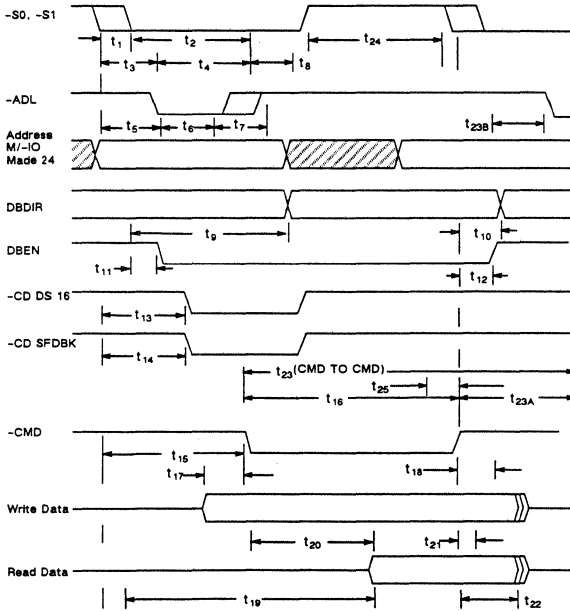 -S0, -S1
t1 t2 t24
t3 t4 t8
-ADL
t5 t6 t7 t23B
Address
M/-IO
Made 24
DBDIR
t9 t10
DBEN
t11 t12
-CD DS 16
t13
-CD SFDBK
t14
t23(CMD TO CMD)
t25
t16 t23A
-CMD
t15
t17 t18
Write Data
t20 t21
Read Data
t19 t22